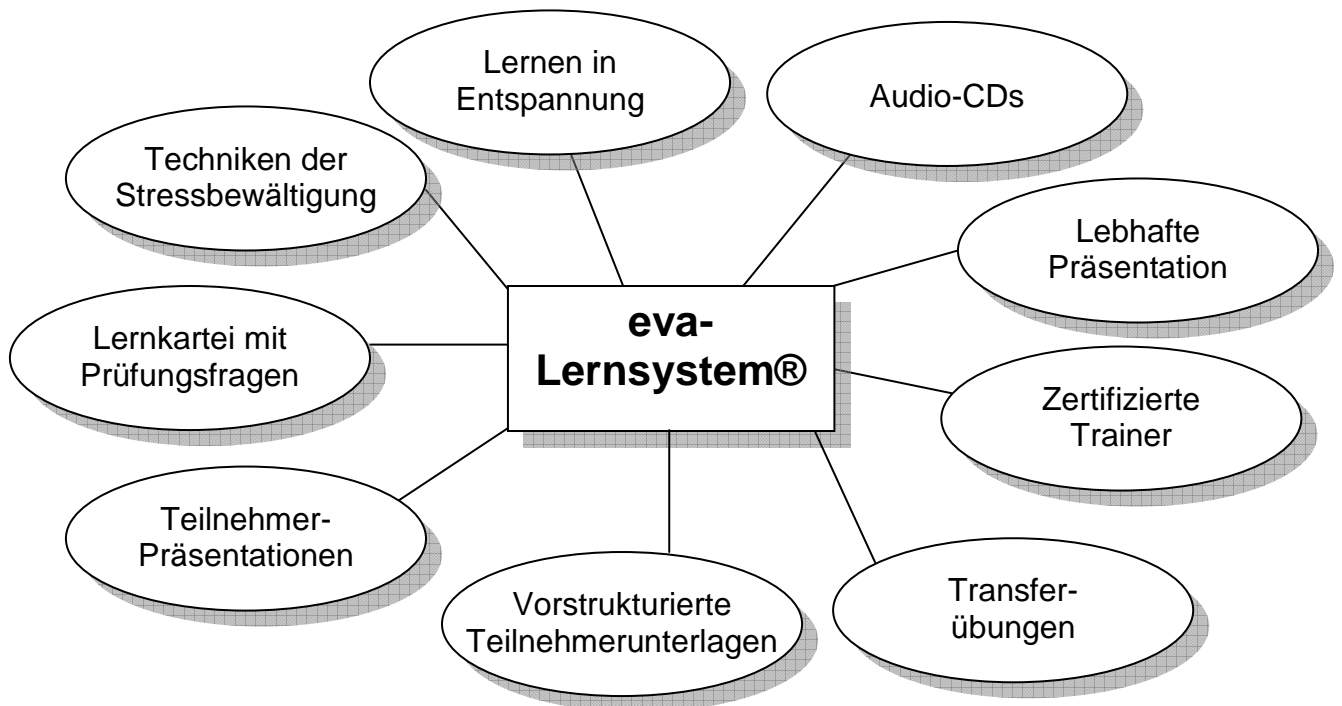 Lernen in
Entspannung
Audio-CDs
Techniken der
Stressbewältigung
Lebhafte
Präsentation
eva-
Lernsystem®
Lernkartei mit
Prüfungsfragen
Zertifizierte
Trainer
Teilnehmer-
Präsentationen
Vorstrukturierte
Teilnehmerunterlagen
Transfer-
übungen